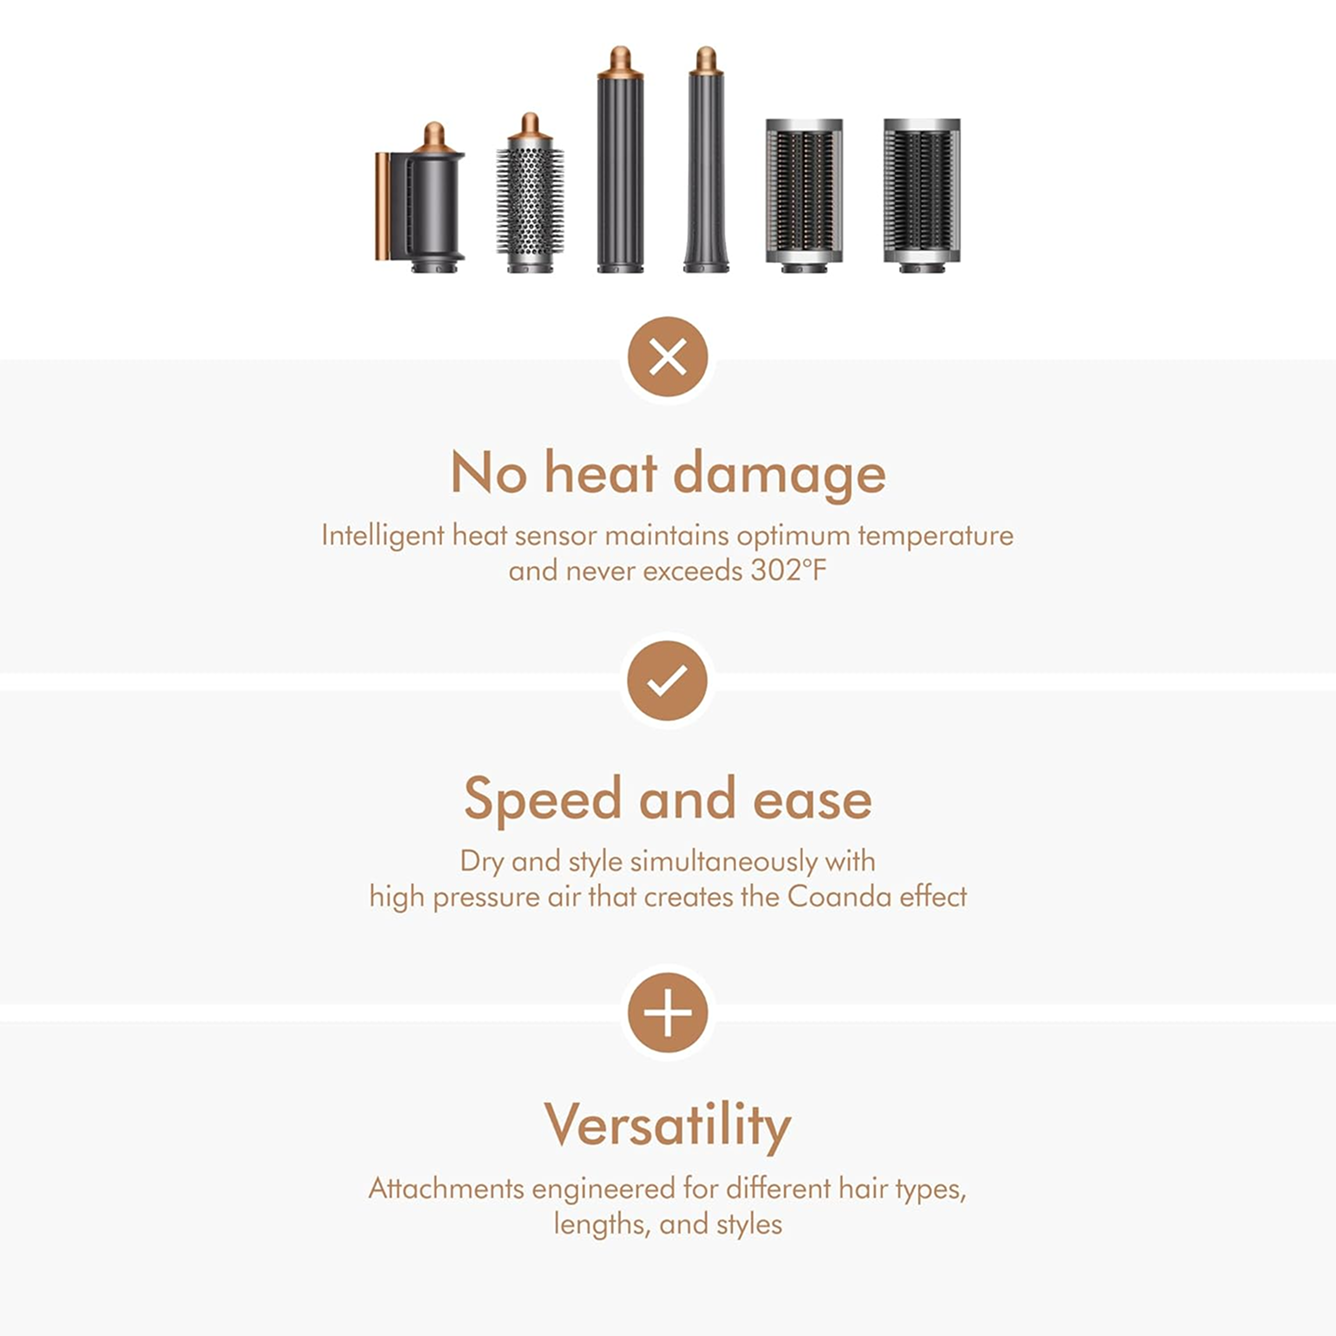 No heat damage
Intelligent heat sensor maintains optimum temperature
and never exceeds 302°F
Speed and ease
Dry and style simultaneously with
high pressure air that creates the Coanda effect
Versatility
Attachments engineered for different hair types,
lengths, and styles